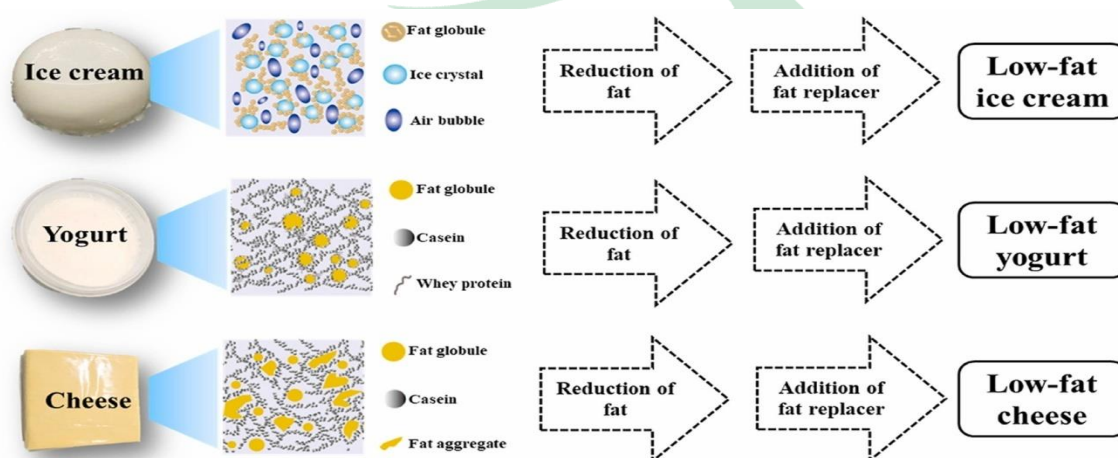 Ice cream
Fat globule
Ice crystal
Air bubble
Reduction of
fat
Addition of
fat replacer
Low-fat
ice cream
Yogurt
Fat globule
Casein
Whey protein
Reduction of
fat
Addition of
fat replacer
Low-fat
yogurt
Cheese
Fat globule
Casein
Fat aggregate
Reduction of
fat
Addition of
fat replacer
Low-fat
cheese